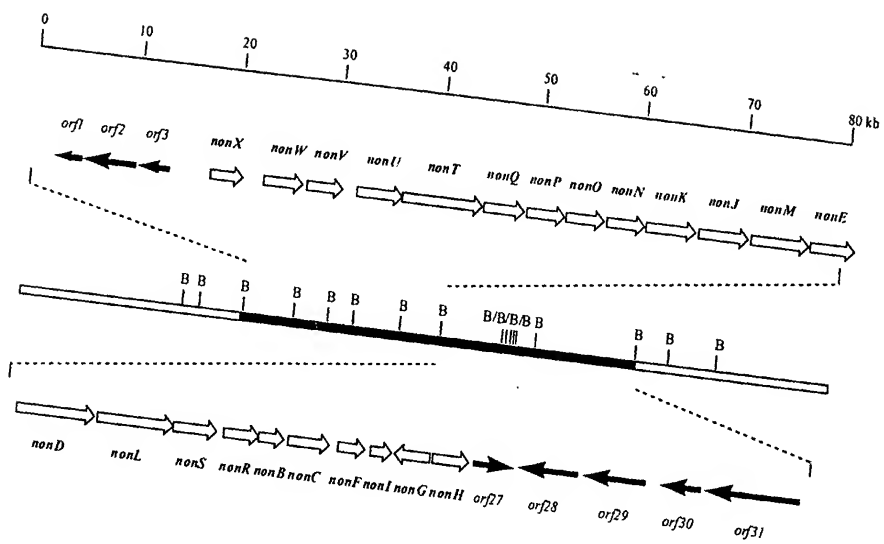 0 10 20 30 40 50 60 70 80 kb
orf1 orf2 orf3 nonX nonW nonV nonU nonT nonQ nonP nonO nonN nonK nonJ nonM nonE
B B B B B B B B B/B/B/B B B B B
nonD nonL nonS nonR nonB nonC nonF nonI nonG nonH orf27 orf28 orf29 orf30 orf31